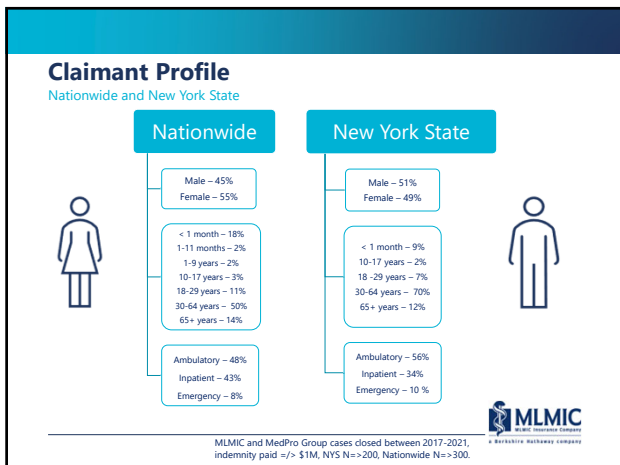 Claimant Profile
Nationwide and New York State
Nationwide
Male – 45%
Female – 55%
< 1 month – 18%
1-11 months – 2%
1-9 years – 2%
10-17 years – 3%
18-29 years – 11%
30-64 years – 50%
65+ years – 14%
Ambulatory – 48%
Inpatient – 43%
Emergency – 8%
New York State
Male – 51%
Female – 49%
< 1 month – 9%
10-17 years – 2%
18 -29 years – 7%
30-64 years – 70%
65+ years – 12%
Ambulatory – 56%
Inpatient – 34%
Emergency – 10 %
MLMIC and MedPro Group cases closed between 2017-2021,
indemnity paid =/> $1M, NYS N=>200, Nationwide N=>300.
MLMIC
MLMIC Insurance Company
a Berkshire Hathaway company